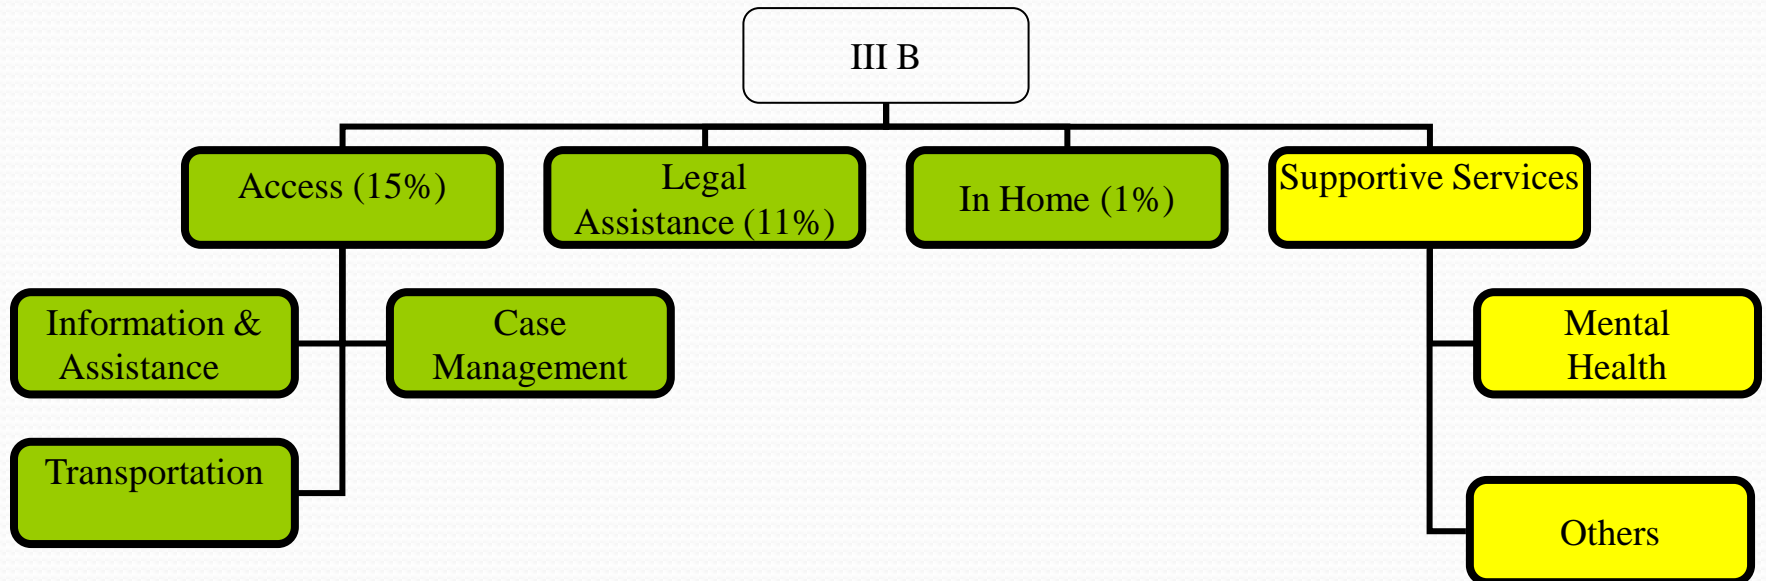 III B
Access (15%)
Legal
Assistance (11%)
In Home (1%)
Supportive Services
Information &
Assistance
Case
Management
Mental
Health
Transportation
Others